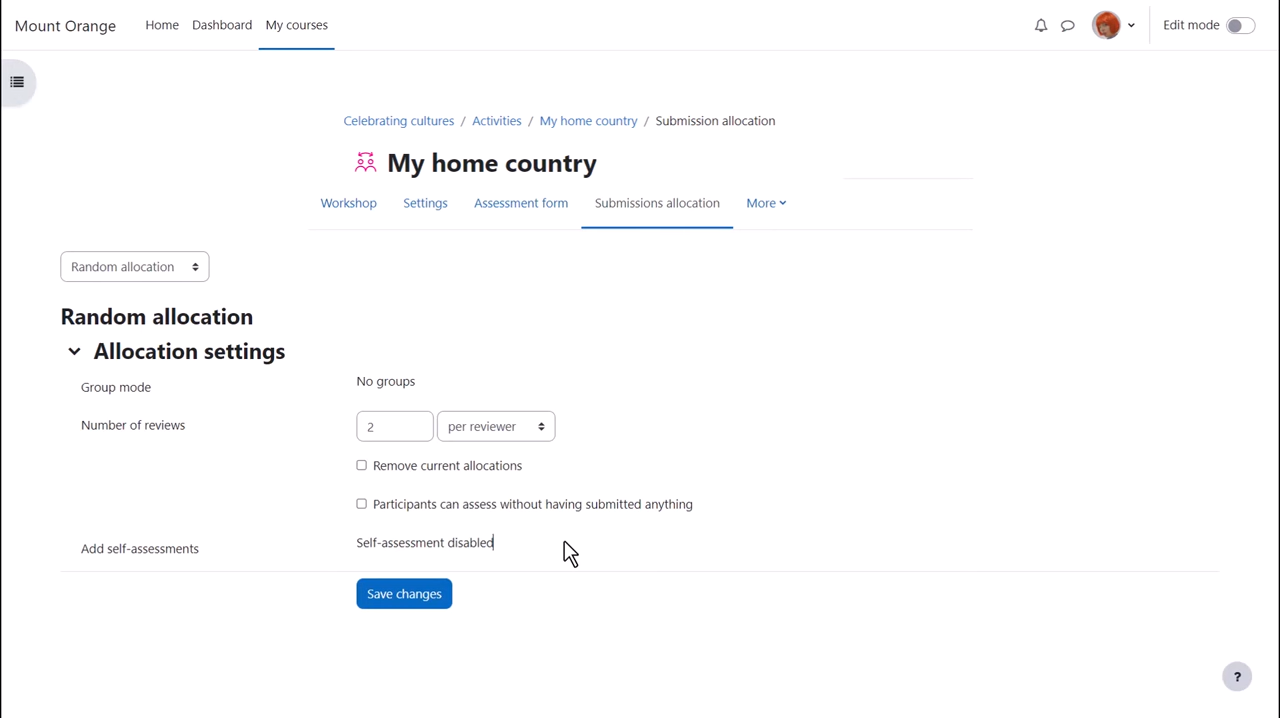 Mount Orange Home Dashboard My courses Edit mode
Celebrating cultures / Activities / My home country / Submission allocation
My home country
Workshop Settings Assessment form Submissions allocation More
Random allocation
Random allocation
Allocation settings
Group mode No groups
Number of reviews 2 per reviewer
Remove current allocations
Participants can assess without having submitted anything
Add self-assessments Self-assessment disabled
Save changes
?